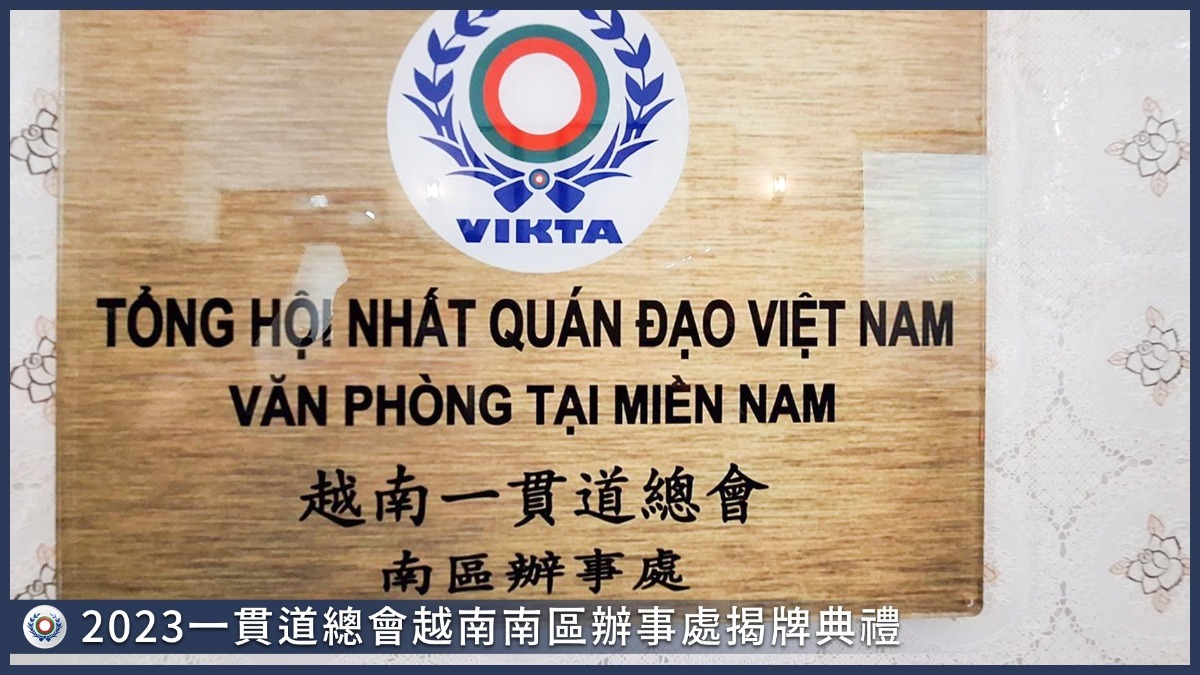 VIKTA
TỔNG HỘI NHẤT QUÁN ĐẠO VIỆT NAM
VĂN PHÒNG TẠI MIỀN NAM
越南一貫道總會
南區辦事處
2023一貫道總會越南南區辦事處揭牌典禮